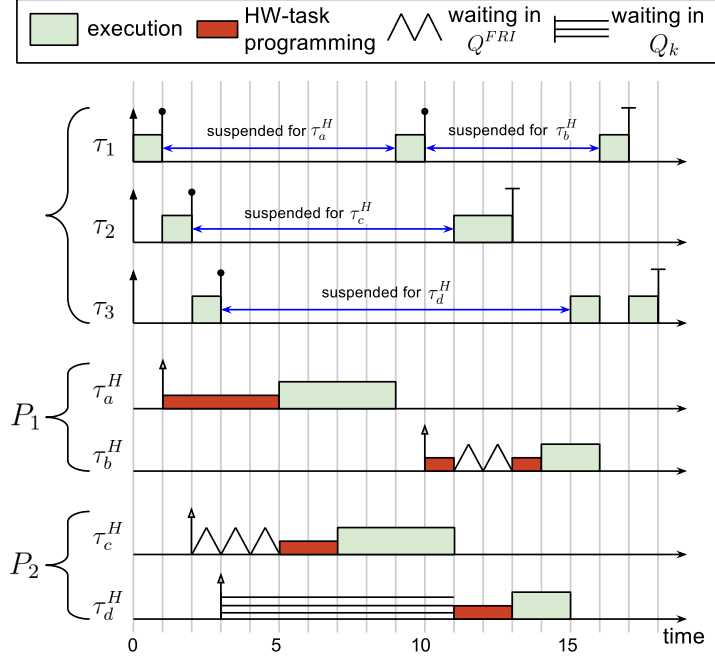 execution HW-task programming waiting in Q^{FRI} waiting in Q_k
τ_1 suspended for τ_a^H suspended for τ_b^H
τ_2 suspended for τ_c^H
τ_3 suspended for τ_d^H
P_1
τ_a^H
τ_b^H
P_2
τ_c^H
τ_d^H
0 5 10 15 time